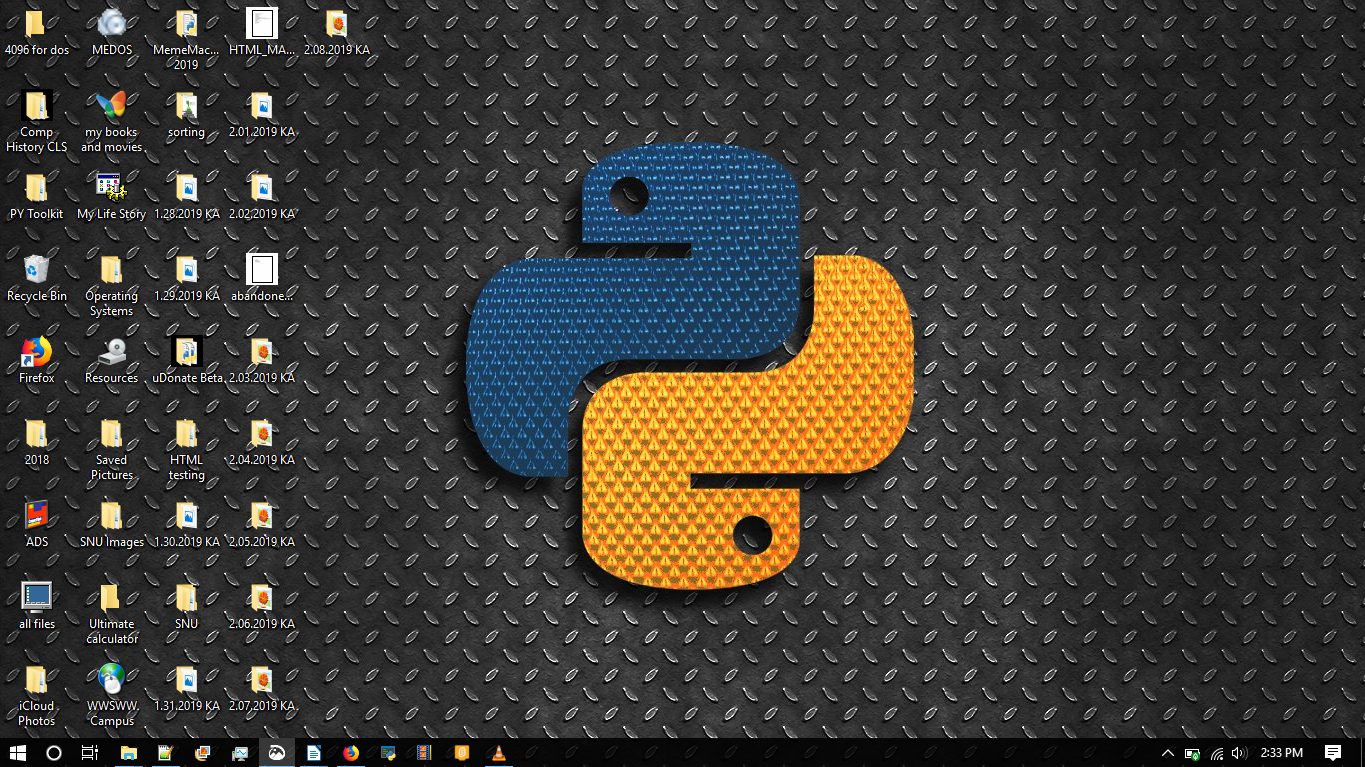 4096 for dos
MEDOS
MemeMac...
2019
HTML_MA...
2.08.2019 KA
Comp
History CLS
my books
and movies
sorting
2.01.2019 KA
PY Toolkit
My Life Story
1.28.2019 KA
2.02.2019 KA
Recycle Bin
Operating
Systems
1.29.2019 KA
abandone...
Firefox
Resources
uDonate Beta
2.03.2019 KA
2018
Saved
Pictures
HTML
testing
2.04.2019 KA
ADS
SNU Images
1.30.2019 KA
2.05.2019 KA
all files
Ultimate
calculator
SNU
2.06.2019 KA
iCloud
Photos
WWSWW
Campus
1.31.2019 KA
2.07.2019 KA
2:33 PM